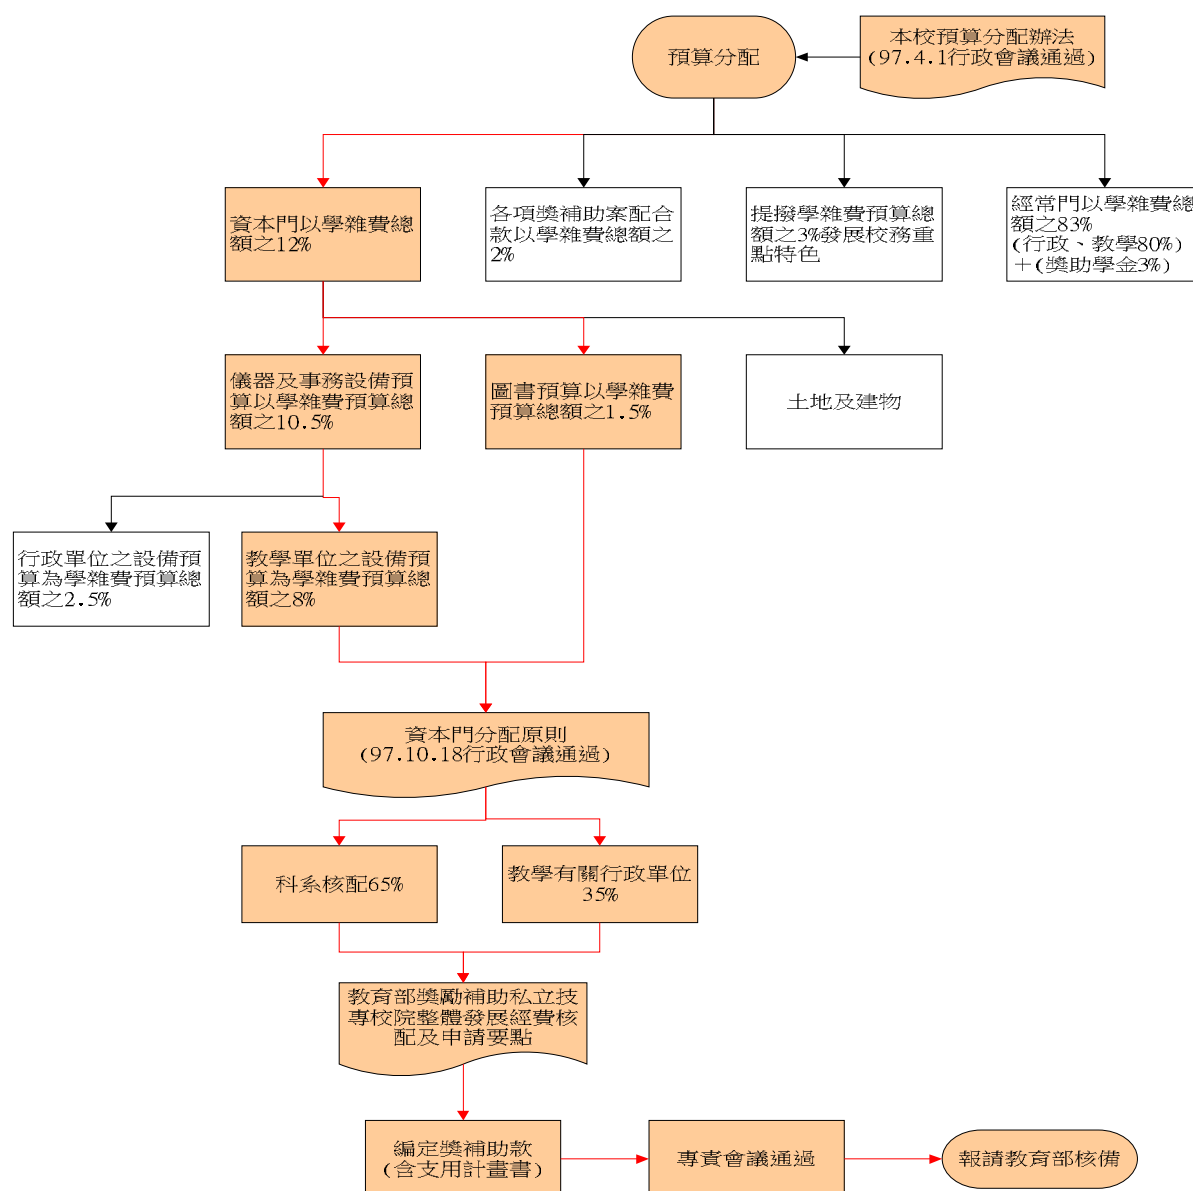 預算分配
本校預算分配辦法
(97.4.1行政會議通過)
資本門以學雜費總
額之12%
各項獎補助案配合
款以學雜費總額之
2%
提撥學雜費預算總
額之3%發展校務重
點特色
經常門以學雜費總
額之83%
(行政、教學80%)
＋(獎助學金3%)
儀器及事務設備預
算以學雜費預算總
額之10.5%
圖書預算以學雜費
預算總額之1.5%
土地及建物
行政單位之設備預
算為學雜費預算總
額之2.5%
教學單位之設備預
算為學雜費預算總
額之8%
資本門分配原則
(97.10.18行政會議通過)
科系核配65%
教學有關行政單位
35%
教育部獎勵補助私立技
專校院整體發展經費核
配及申請要點
編定獎補助款
(含支用計畫書)
專責會議通過
報請教育部核備